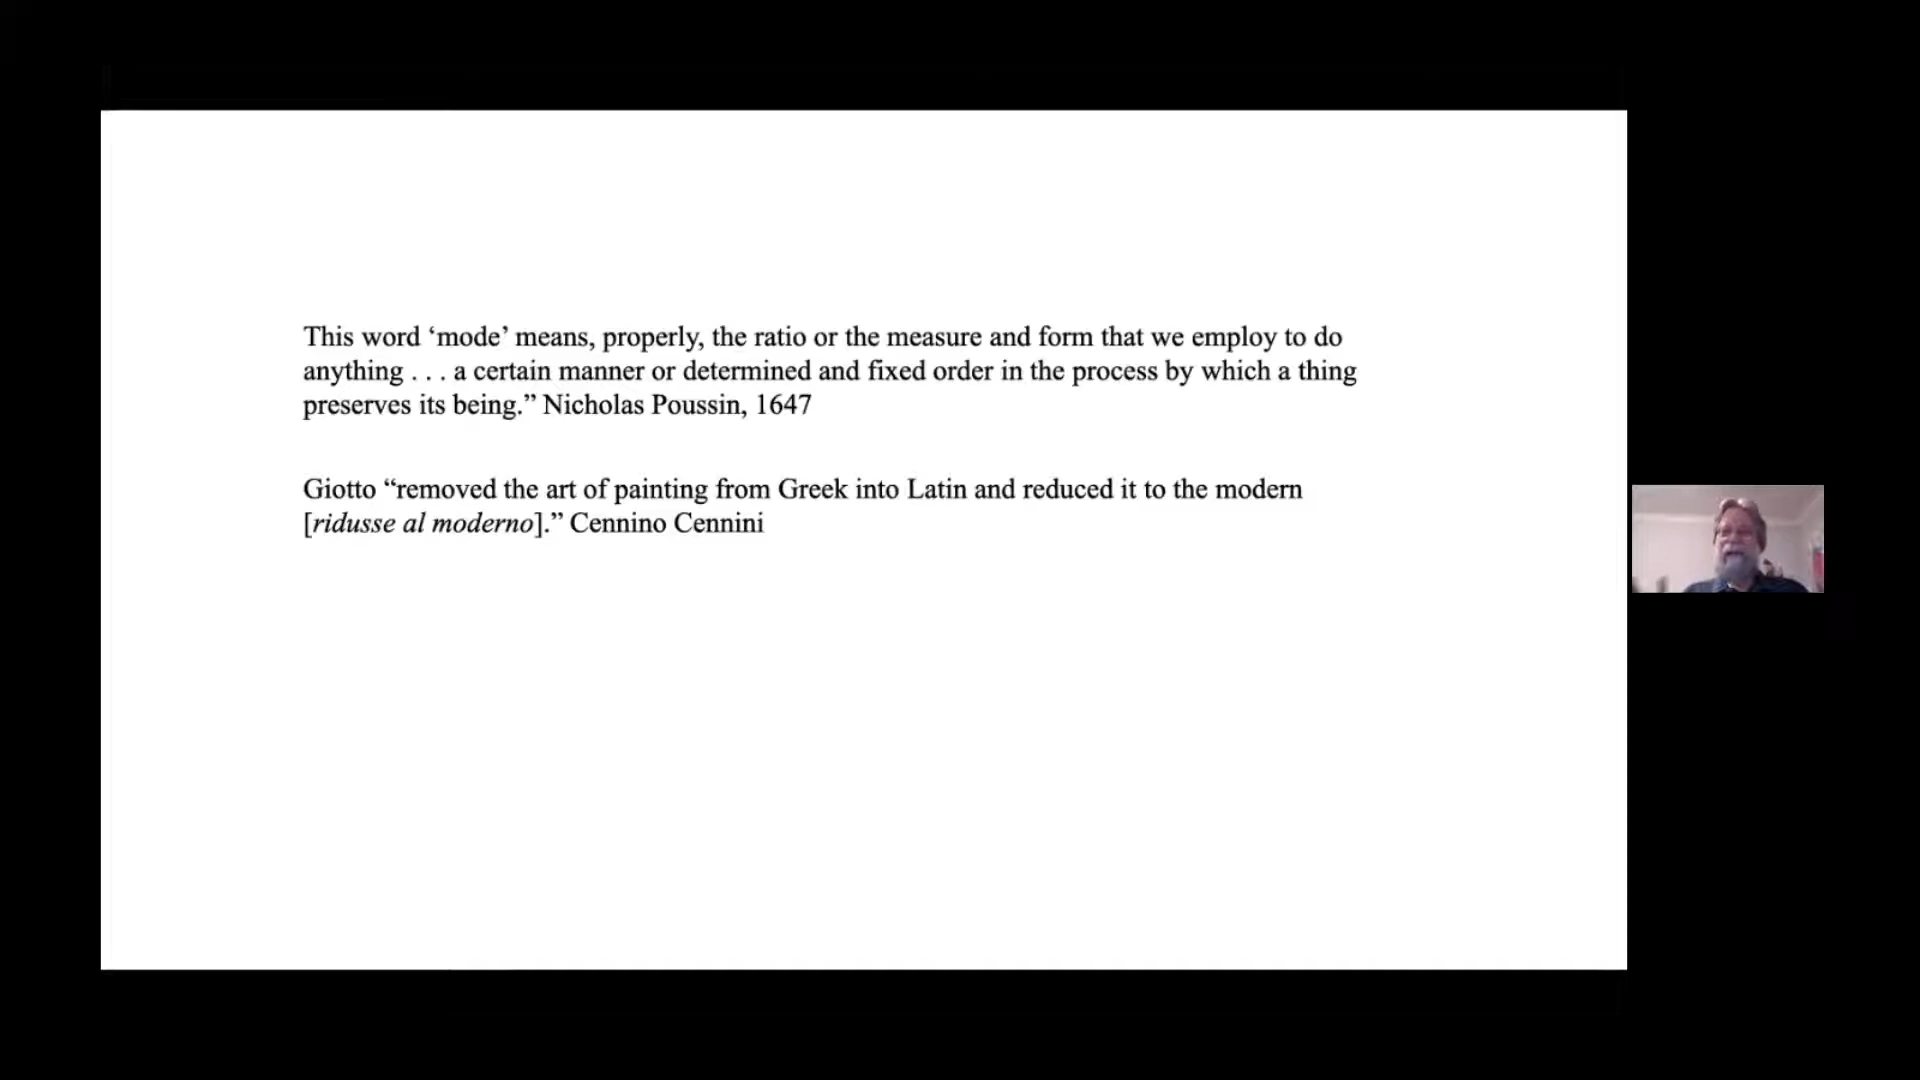 This word ‘mode’ means, properly, the ratio or the measure and form that we employ to do
anything . . . a certain manner or determined and fixed order in the process by which a thing
preserves its being.” Nicholas Poussin, 1647
Giotto “removed the art of painting from Greek into Latin and reduced it to the modern
[ridusse al moderno].” Cennino Cennini